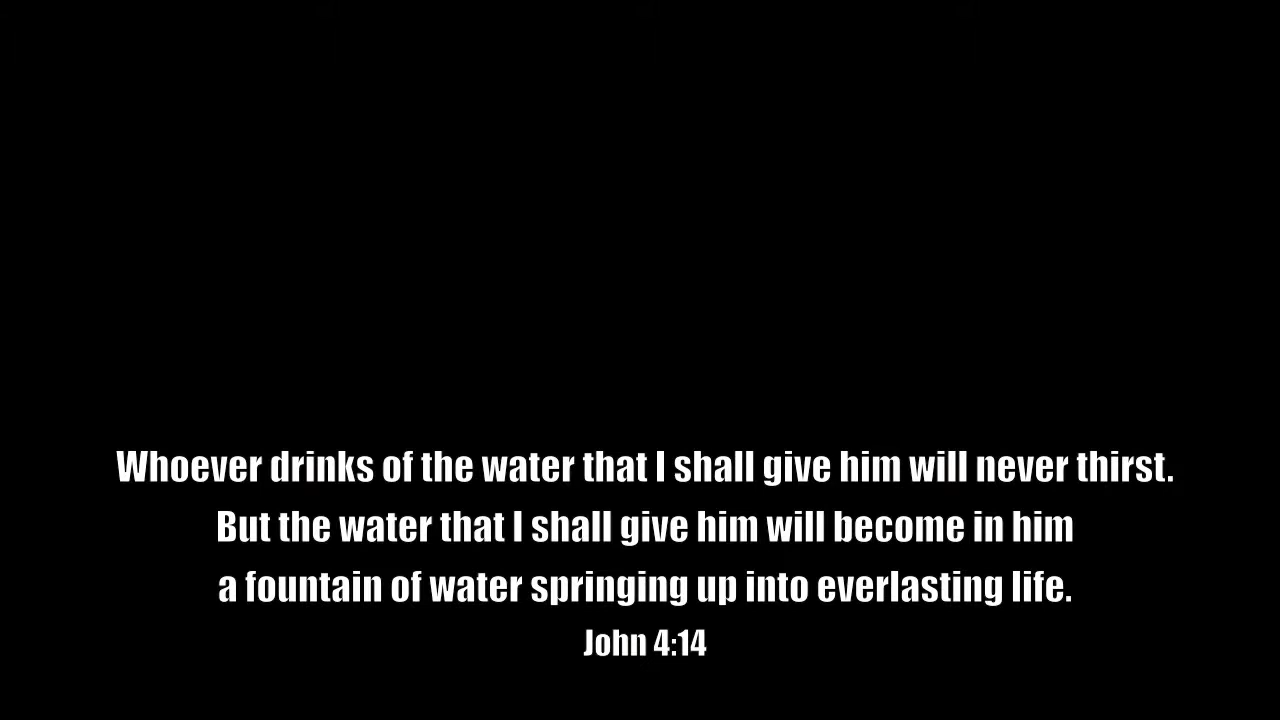 Whoever drinks of the water that I shall give him will never thirst.
But the water that I shall give him will become in him
a fountain of water springing up into everlasting life.
John 4:14